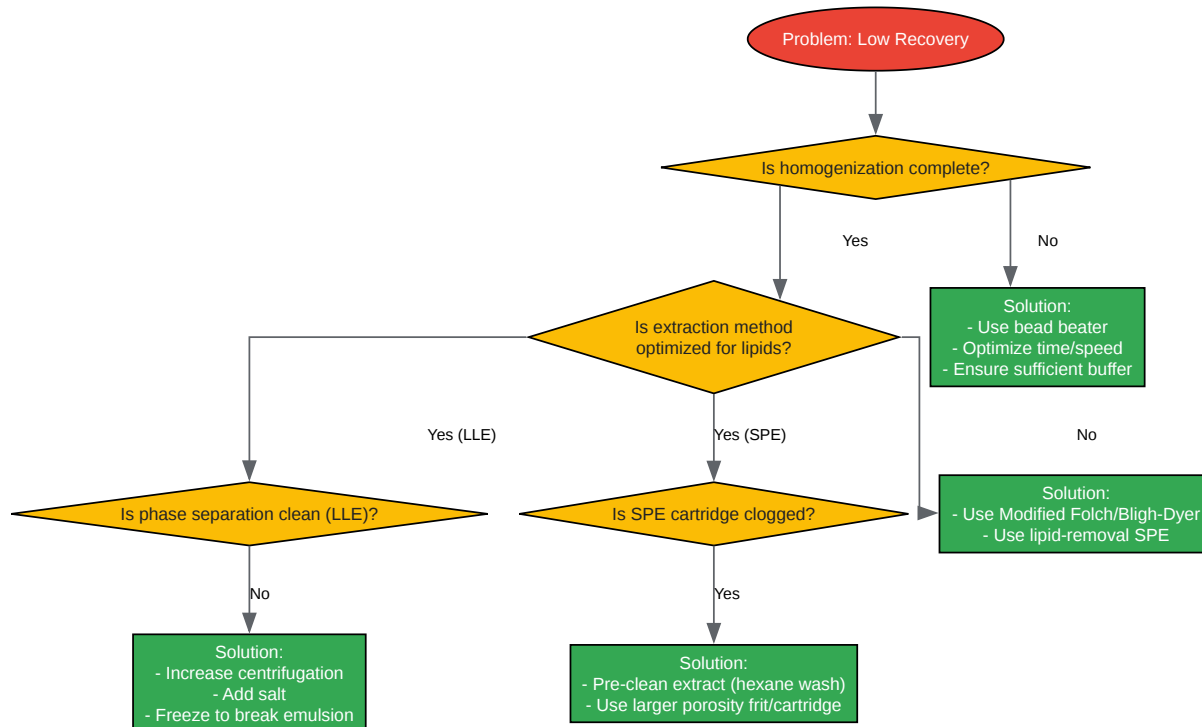 Problem: Low Recovery
Is homogenization complete?
Yes
No
Solution:
- Use bead beater
- Optimize time/speed
- Ensure sufficient buffer
Is extraction method
optimized for lipids?
Yes (LLE)
Yes (SPE)
No
Is phase separation clean (LLE)?
Is SPE cartridge clogged?
Solution:
- Use Modified Folch/Bligh-Dyer
- Use lipid-removal SPE
No
Yes
Solution:
- Increase centrifugation
- Add salt
- Freeze to break emulsion
Solution:
- Pre-clean extract (hexane wash)
- Use larger porosity frit/cartridge